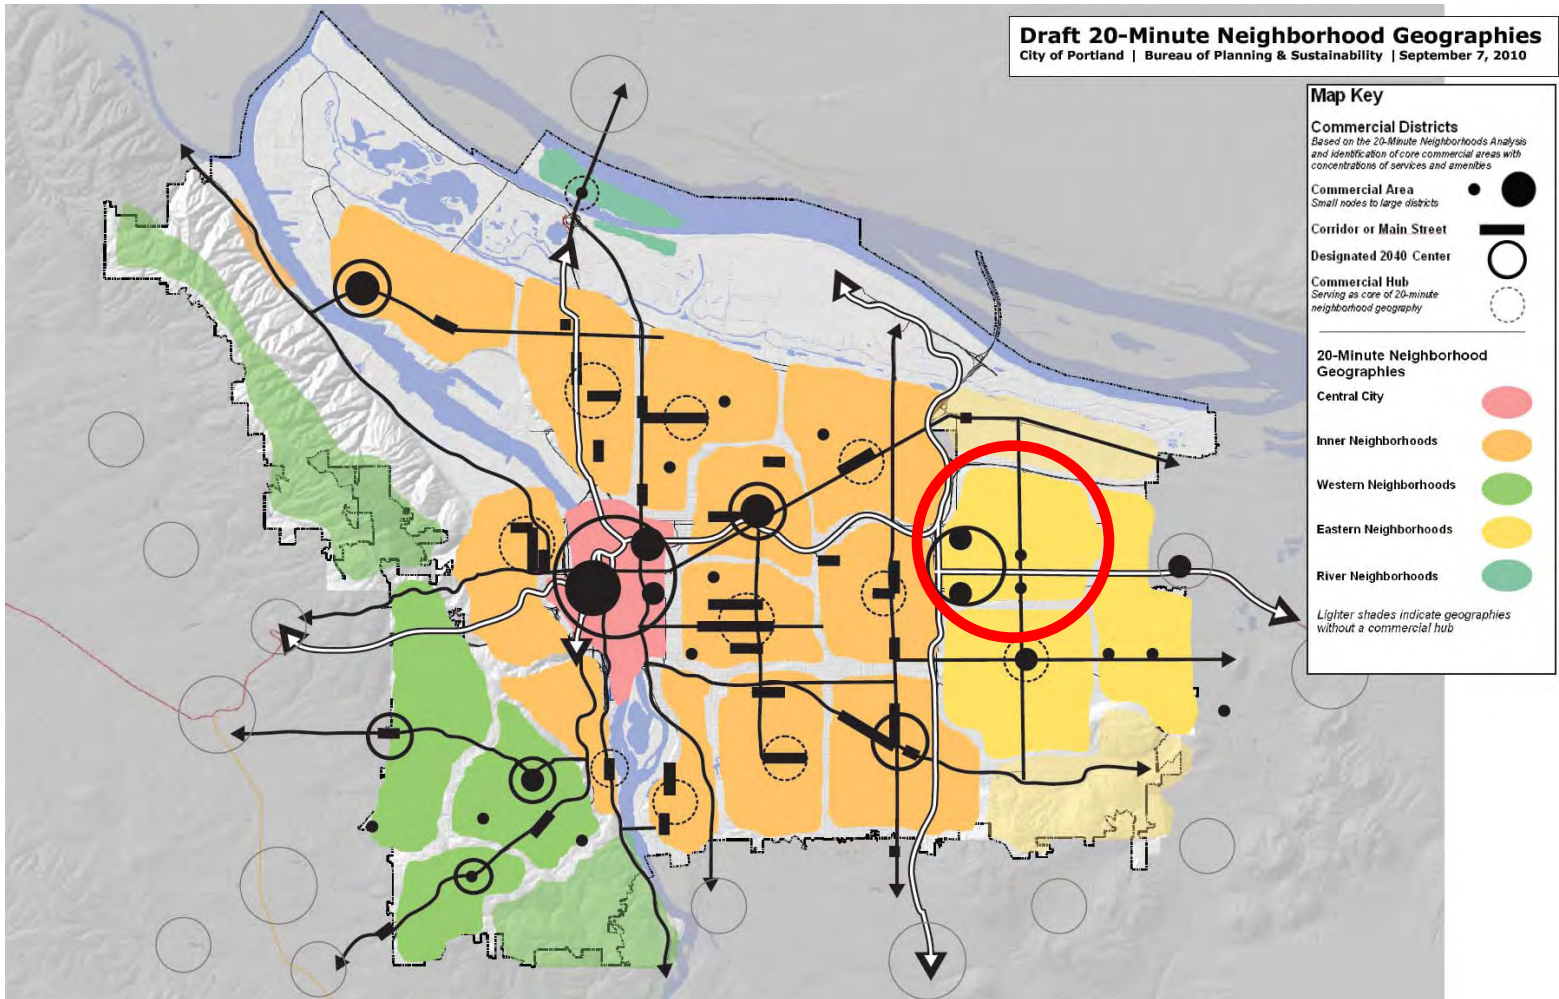 Draft 20-Minute Neighborhood Geographies
City of Portland | Bureau of Planning & Sustainability | September 7, 2010
Map Key
Commercial Districts
Based on the 20-Minute Neighborhoods Analysis
and identification of core commercial areas with
concentrations of services and amenities
Commercial Area
Small nodes to large districts
Corridor or Main Street
Designated 2040 Center
Commercial Hub
Serving as core of 20-minute
neighborhood geography
20-Minute Neighborhood
Geographies
Central City
Inner Neighborhoods
Western Neighborhoods
Eastern Neighborhoods
River Neighborhoods
Lighter shades indicate geographies
without a commercial hub